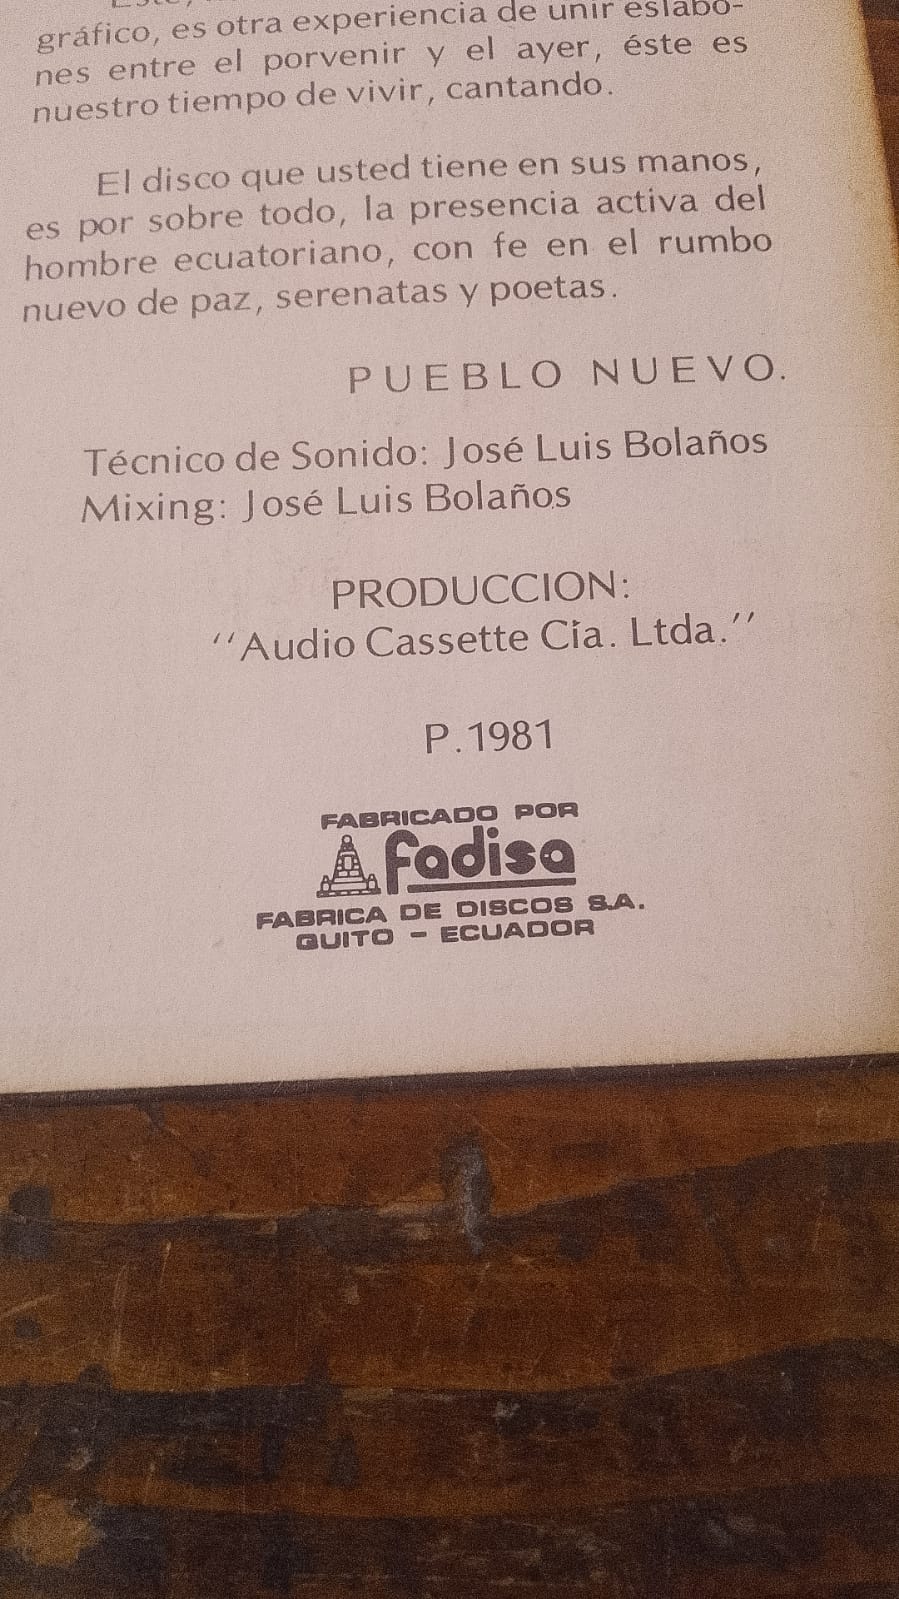 gráfico, es otra experiencia de unir eslabo-
nes entre el porvenir y el ayer, éste es
nuestro tiempo de vivir, cantando.
El disco que usted tiene en sus manos,
es por sobre todo, la presencia activa del
hombre ecuatoriano, con fe en el rumbo
nuevo de paz, serenatas y poetas.
PUEBLO NUEVO.
Técnico de Sonido: José Luis Bolaños
Mixing: José Luis Bolaños
PRODUCCION:
"Audio Cassette Cía. Ltda."
P.1981
FABRICADO POR
fadisa
FABRICA DE DISCOS S.A.
QUITO - ECUADOR